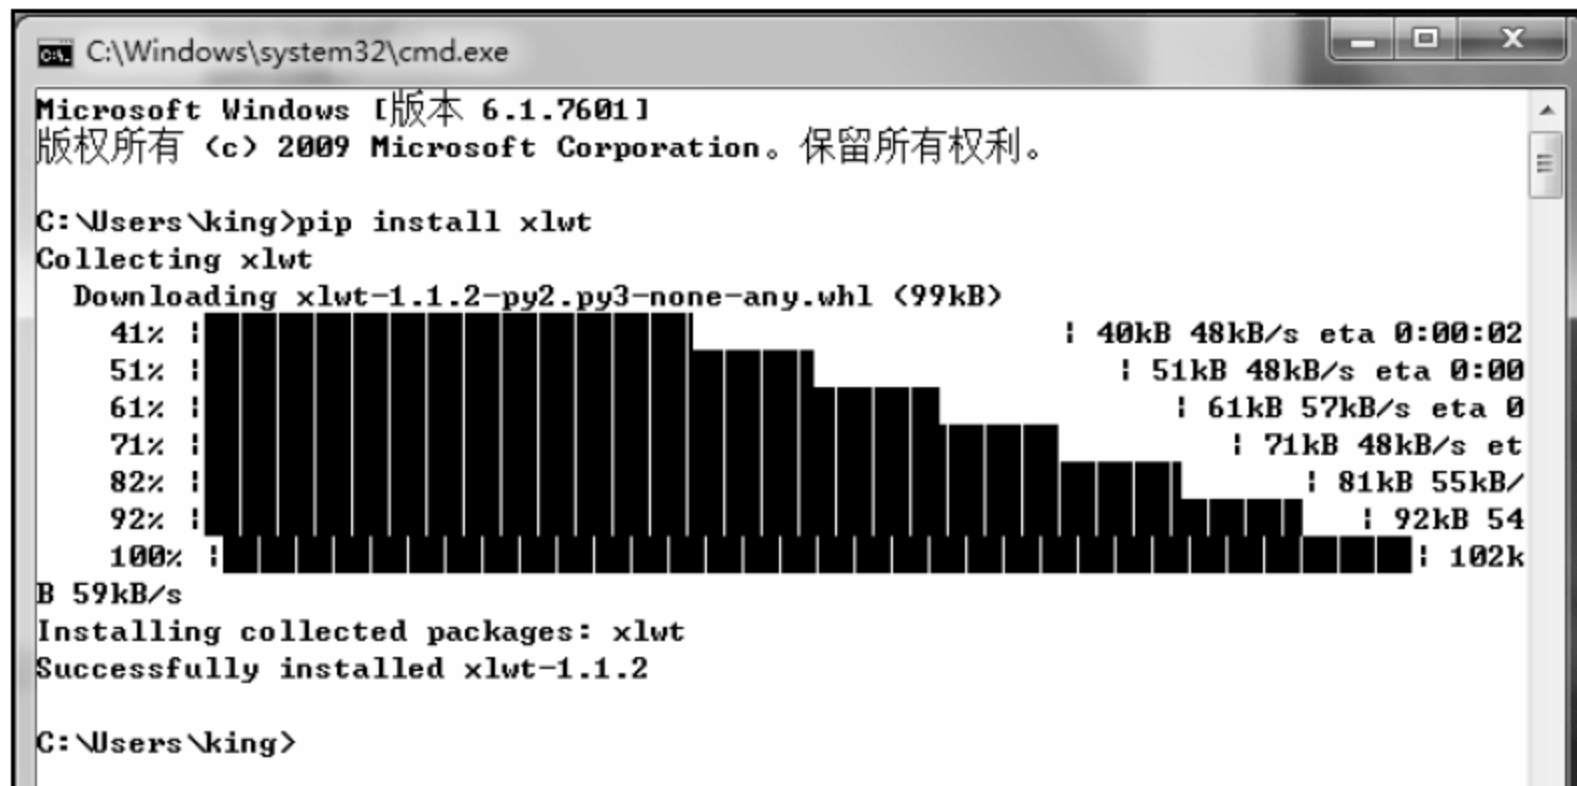 C:\Windows\system32\cmd.exe
Microsoft Windows [版本 6.1.7601]
版权所有 (c) 2009 Microsoft Corporation。保留所有权利。
C:\Users\king>pip install xlwt
Collecting xlwt
  Downloading xlwt-1.1.2-py2.py3-none-any.whl (99kB)
    41% |                                | 40kB 48kB/s eta 0:00:02
    51% |                                | 51kB 48kB/s eta 0:00
    61% |                                | 61kB 57kB/s eta 0
    71% |                                | 71kB 48kB/s et
    82% |                                | 81kB 55kB/
    92% |                                | 92kB 54
    100% |                                | 102k
B 59kB/s
Installing collected packages: xlwt
Successfully installed xlwt-1.1.2
C:\Users\king>